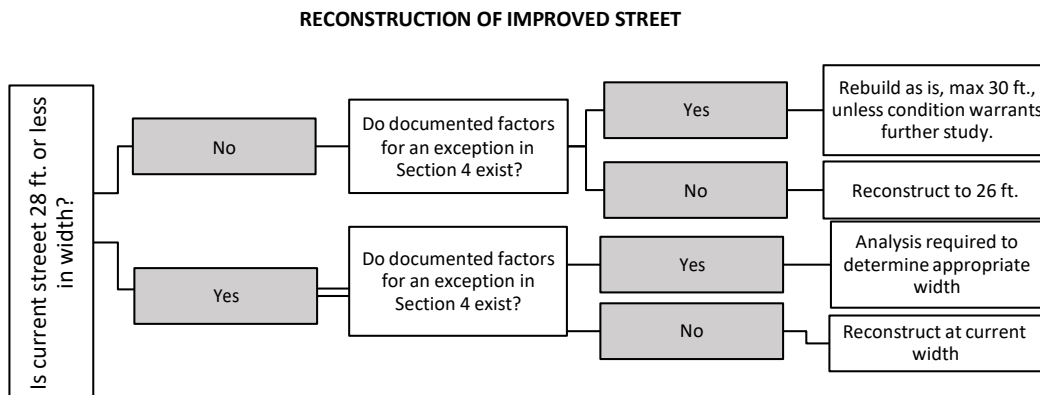 RECONSTRUCTION OF IMPROVED STREET
Is current streeet 28 ft. or less
in width?
No
Do documented factors
for an exception in
Section 4 exist?
Yes
Rebuild as is, max 30 ft.,
unless condition warrants
further study.
No
Reconstruct to 26 ft.
Yes
Do documented factors
for an exception in
Section 4 exist?
Yes
Analysis required to
determine appropriate
width
No
Reconstruct at current
width